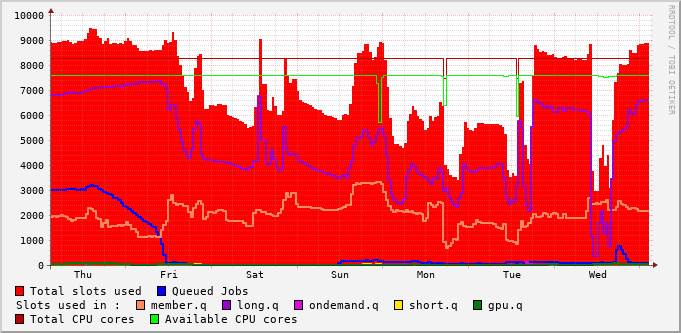 10000
9000
8000
7000
6000
5000
4000
3000
2000
1000
0
Thu Fri Sat Sun Mon Tue Wed
RRDTOOL / TOBI OETIKER
Total slots used Queued Jobs
Slots used in : member.q long.q ondemand.q short.q gpu.q
Total CPU cores Available CPU cores